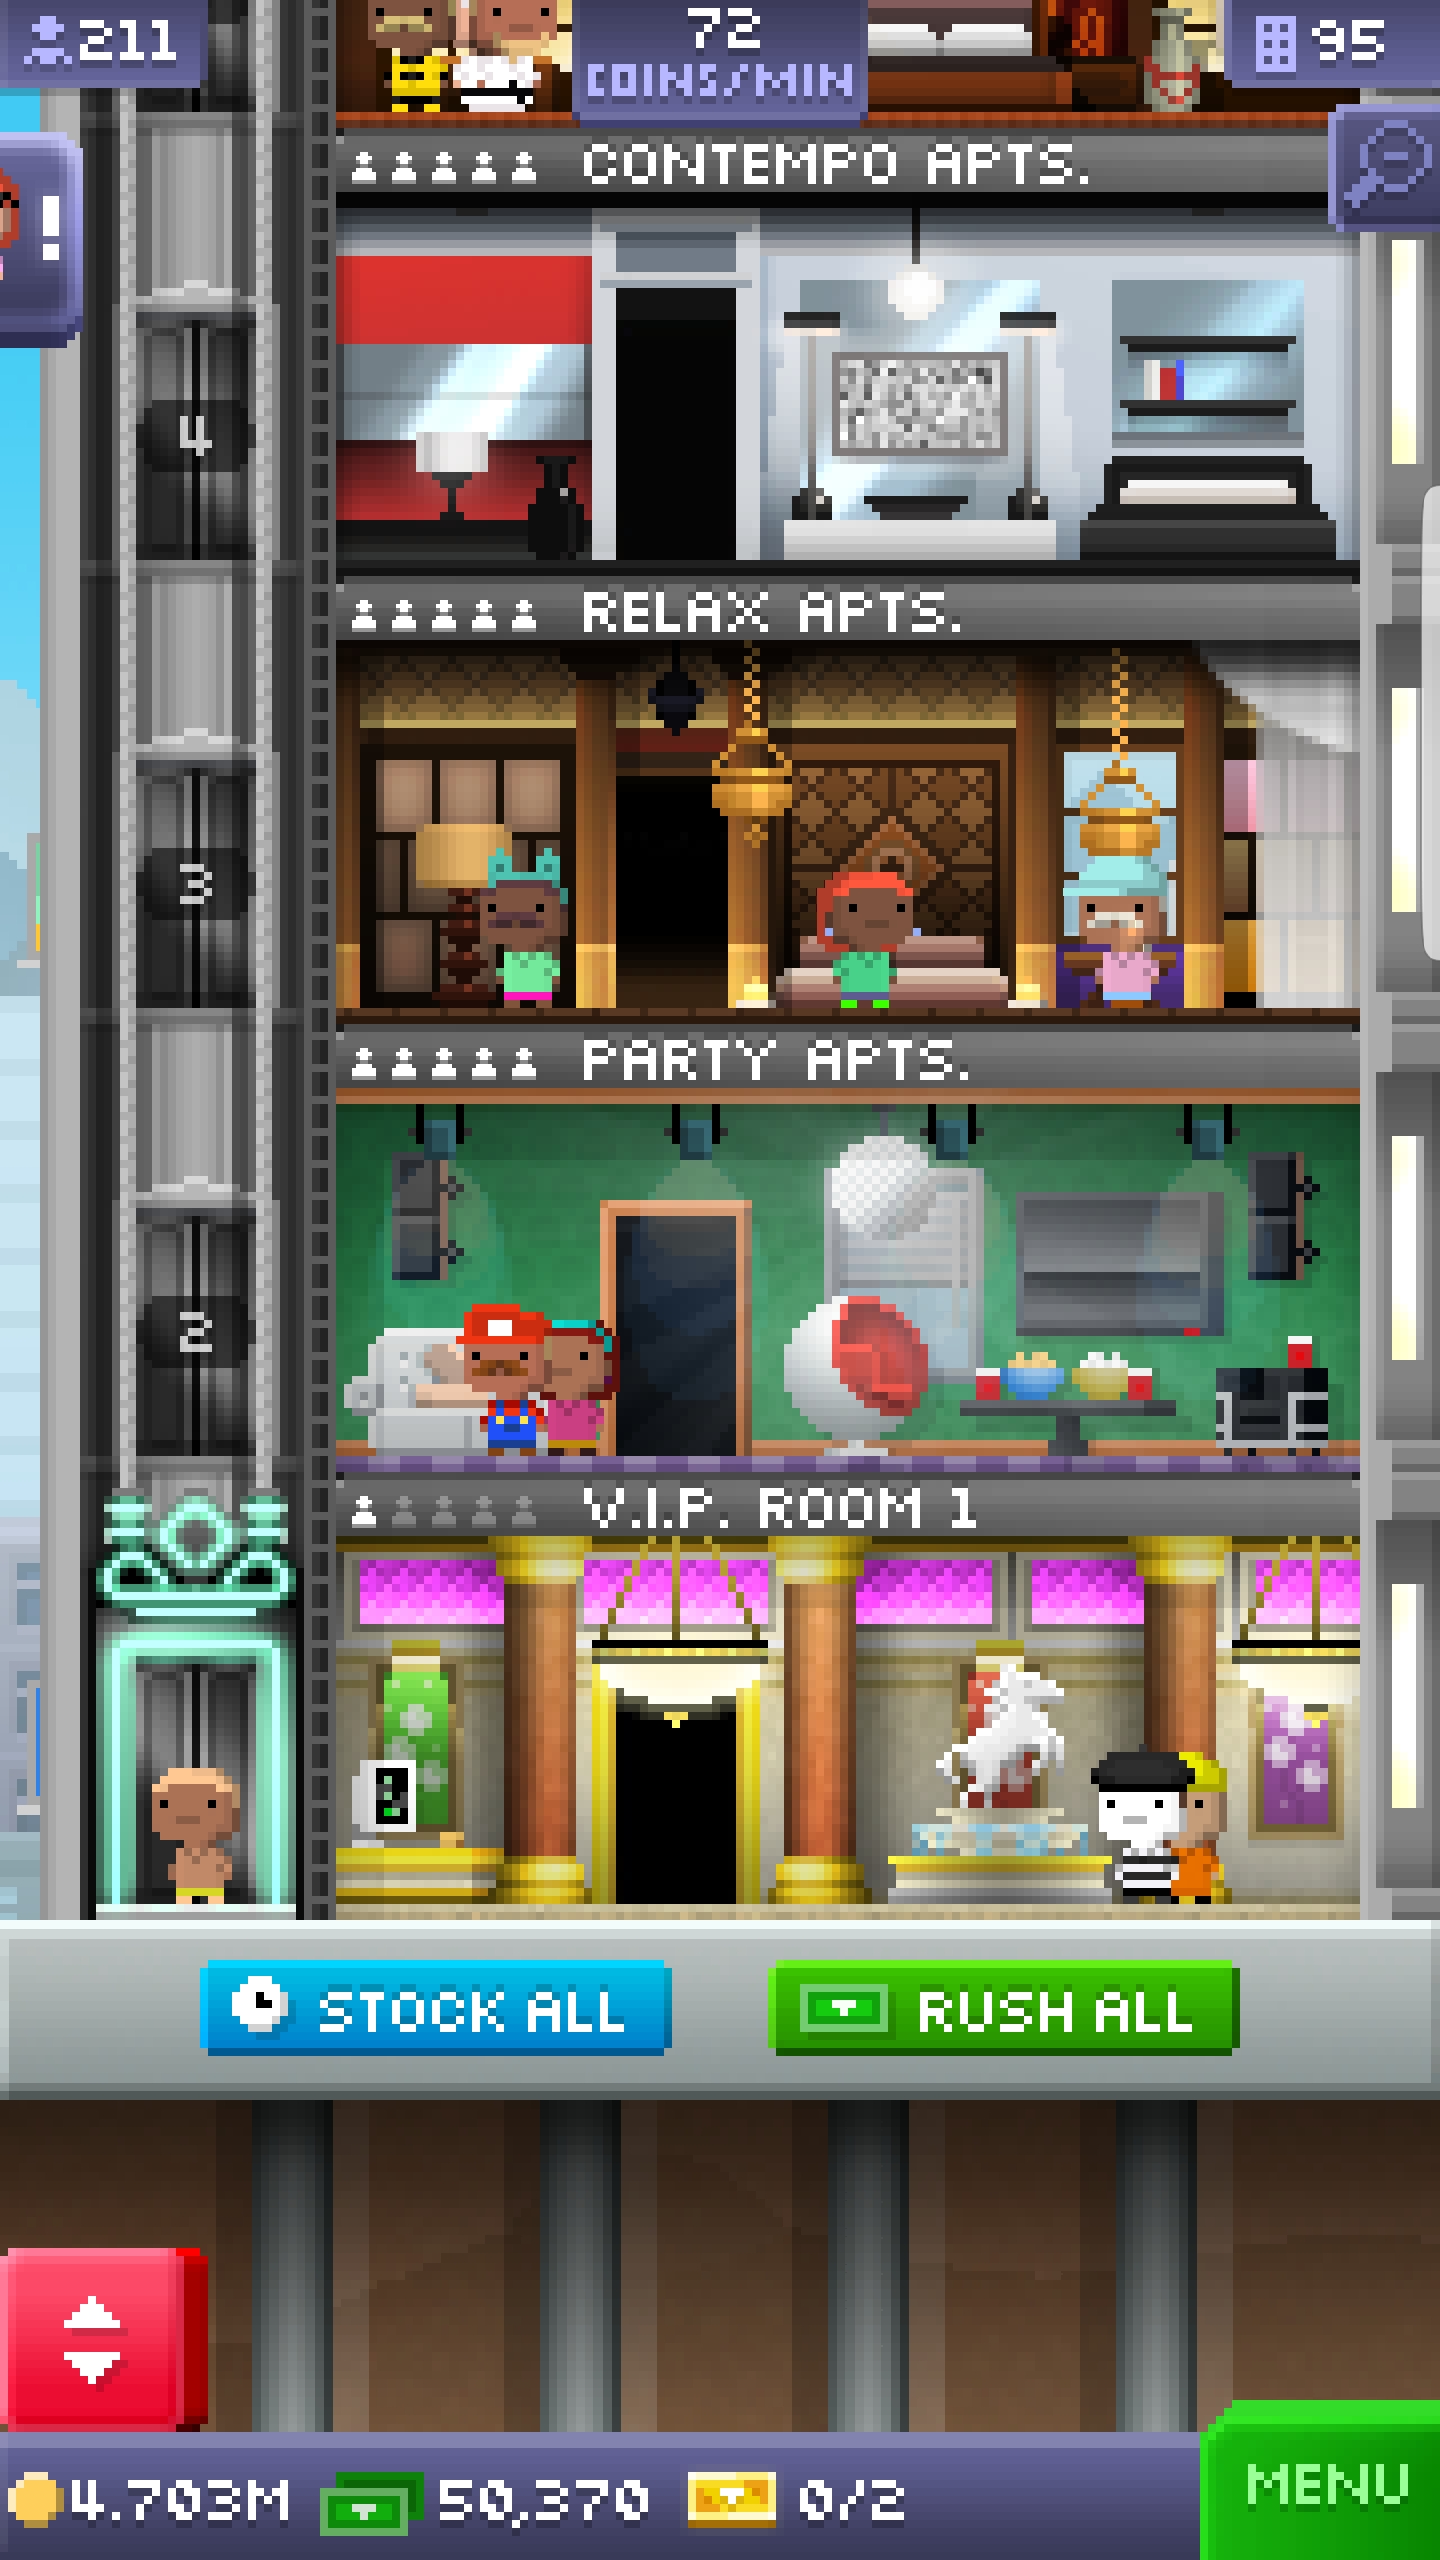 211
72
COINS/MIN
95
!
CONTEMPO APTS.
4
RELAX APTS.
3
PARTY APTS.
2
V.I.P. ROOM 1
STOCK ALL
RUSH ALL
4.703M
50,370
0/2
MENU